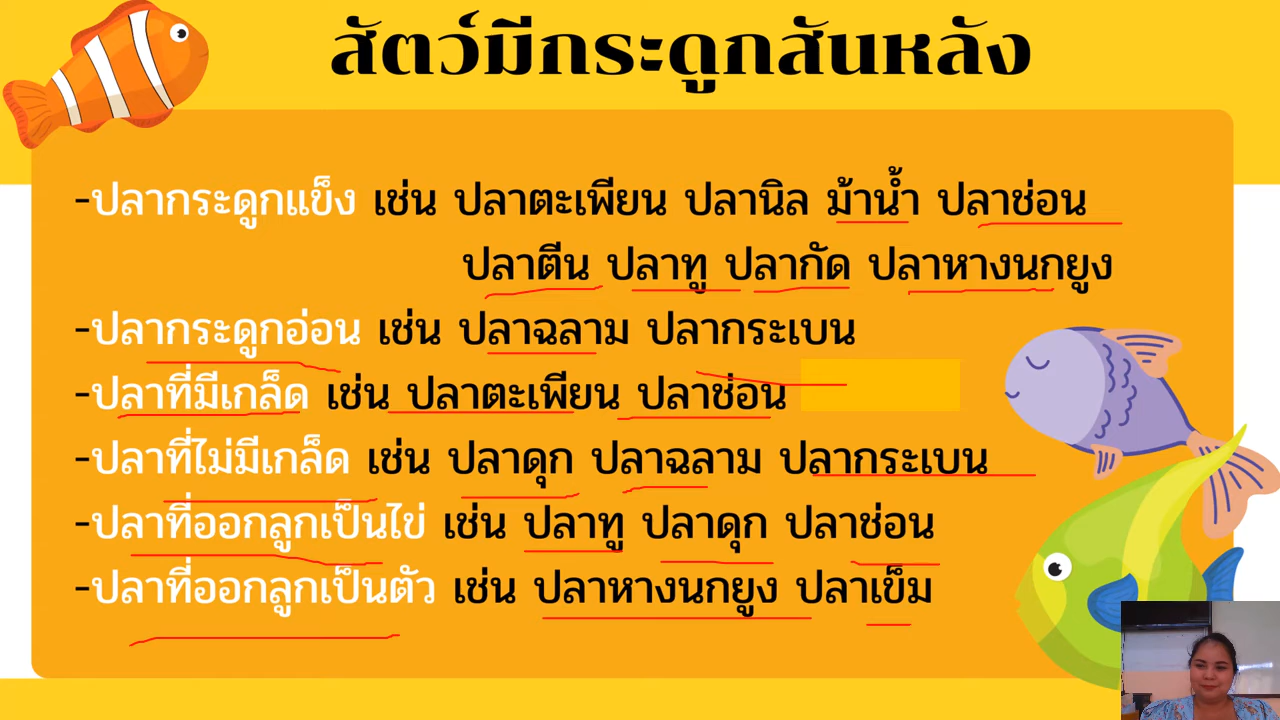 สัตว์มีกระดูกสันหลัง
-ปลากระดูกแข็ง เช่น ปลาตะเพียน ปลานิล ม้าน้ำ ปลาช่อน
ปลาตีน ปลาทู ปลากัด ปลาหางนกยูง
-ปลากระดูกอ่อน เช่น ปลาฉลาม ปลากระเบน
-ปลาที่มีเกล็ด เช่น ปลาตะเพียน ปลาช่อน
-ปลาที่ไม่มีเกล็ด เช่น ปลาดุก ปลาฉลาม ปลากระเบน
-ปลาที่ออกลูกเป็นไข่ เช่น ปลาทู ปลาดุก ปลาช่อน
-ปลาที่ออกลูกเป็นตัว เช่น ปลาหางนกยูง ปลาเข็ม